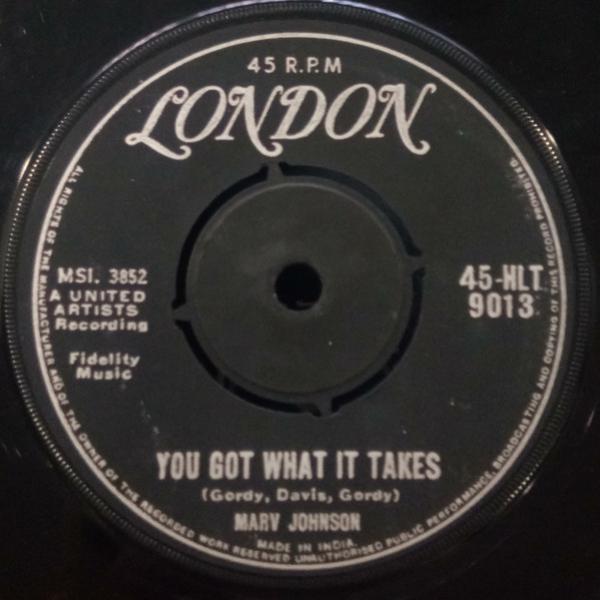 45 R.P.M
LONDON
MSI. 3852
A UNITED
ARTISTS
Recording
Fidelity
Music
45-HLT
9013
YOU GOT WHAT IT TAKES
(Gordy, Davis, Gordy)
MARV JOHNSON
MADE IN INDIA.
ALL RIGHTS OF THE MANUFACTURER AND OF THE OWNER OF THE RECORDED WORK RESERVED UNAUTHORISED PUBLIC PERFORMANCE, BROADCASTING AND COPYING OF THIS RECORD PROHIBITED.